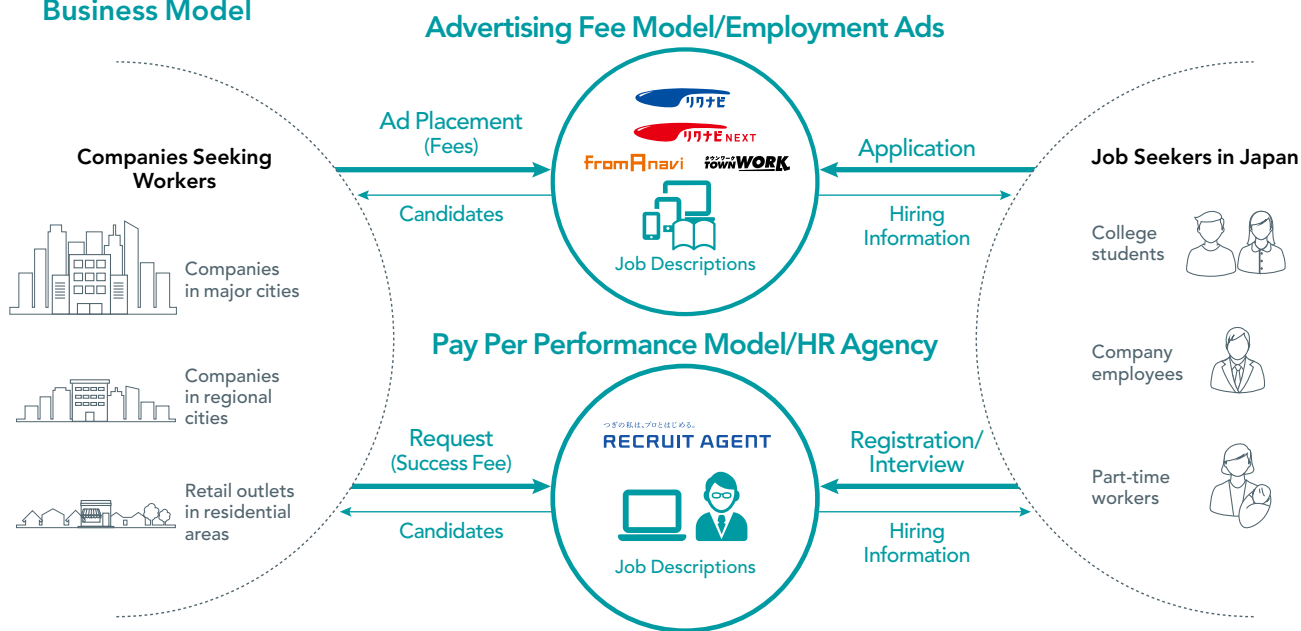 Business Model
Advertising Fee Model/Employment Ads
Companies Seeking
Workers
Companies
in major cities
Companies
in regional
cities
Retail outlets
in residential
areas
Ad Placement
(Fees)
Candidates
リクナビ
リクナビNEXT
fromAnavi
タウンワーク
TOWNWORK
Job Descriptions
Application
Hiring
Information
Pay Per Performance Model/HR Agency
Request
(Success Fee)
Candidates
つぎの私は、プロとはじめる。
RECRUIT AGENT
Job Descriptions
Registration/
Interview
Hiring
Information
Job Seekers in Japan
College
students
Company
employees
Part-time
workers